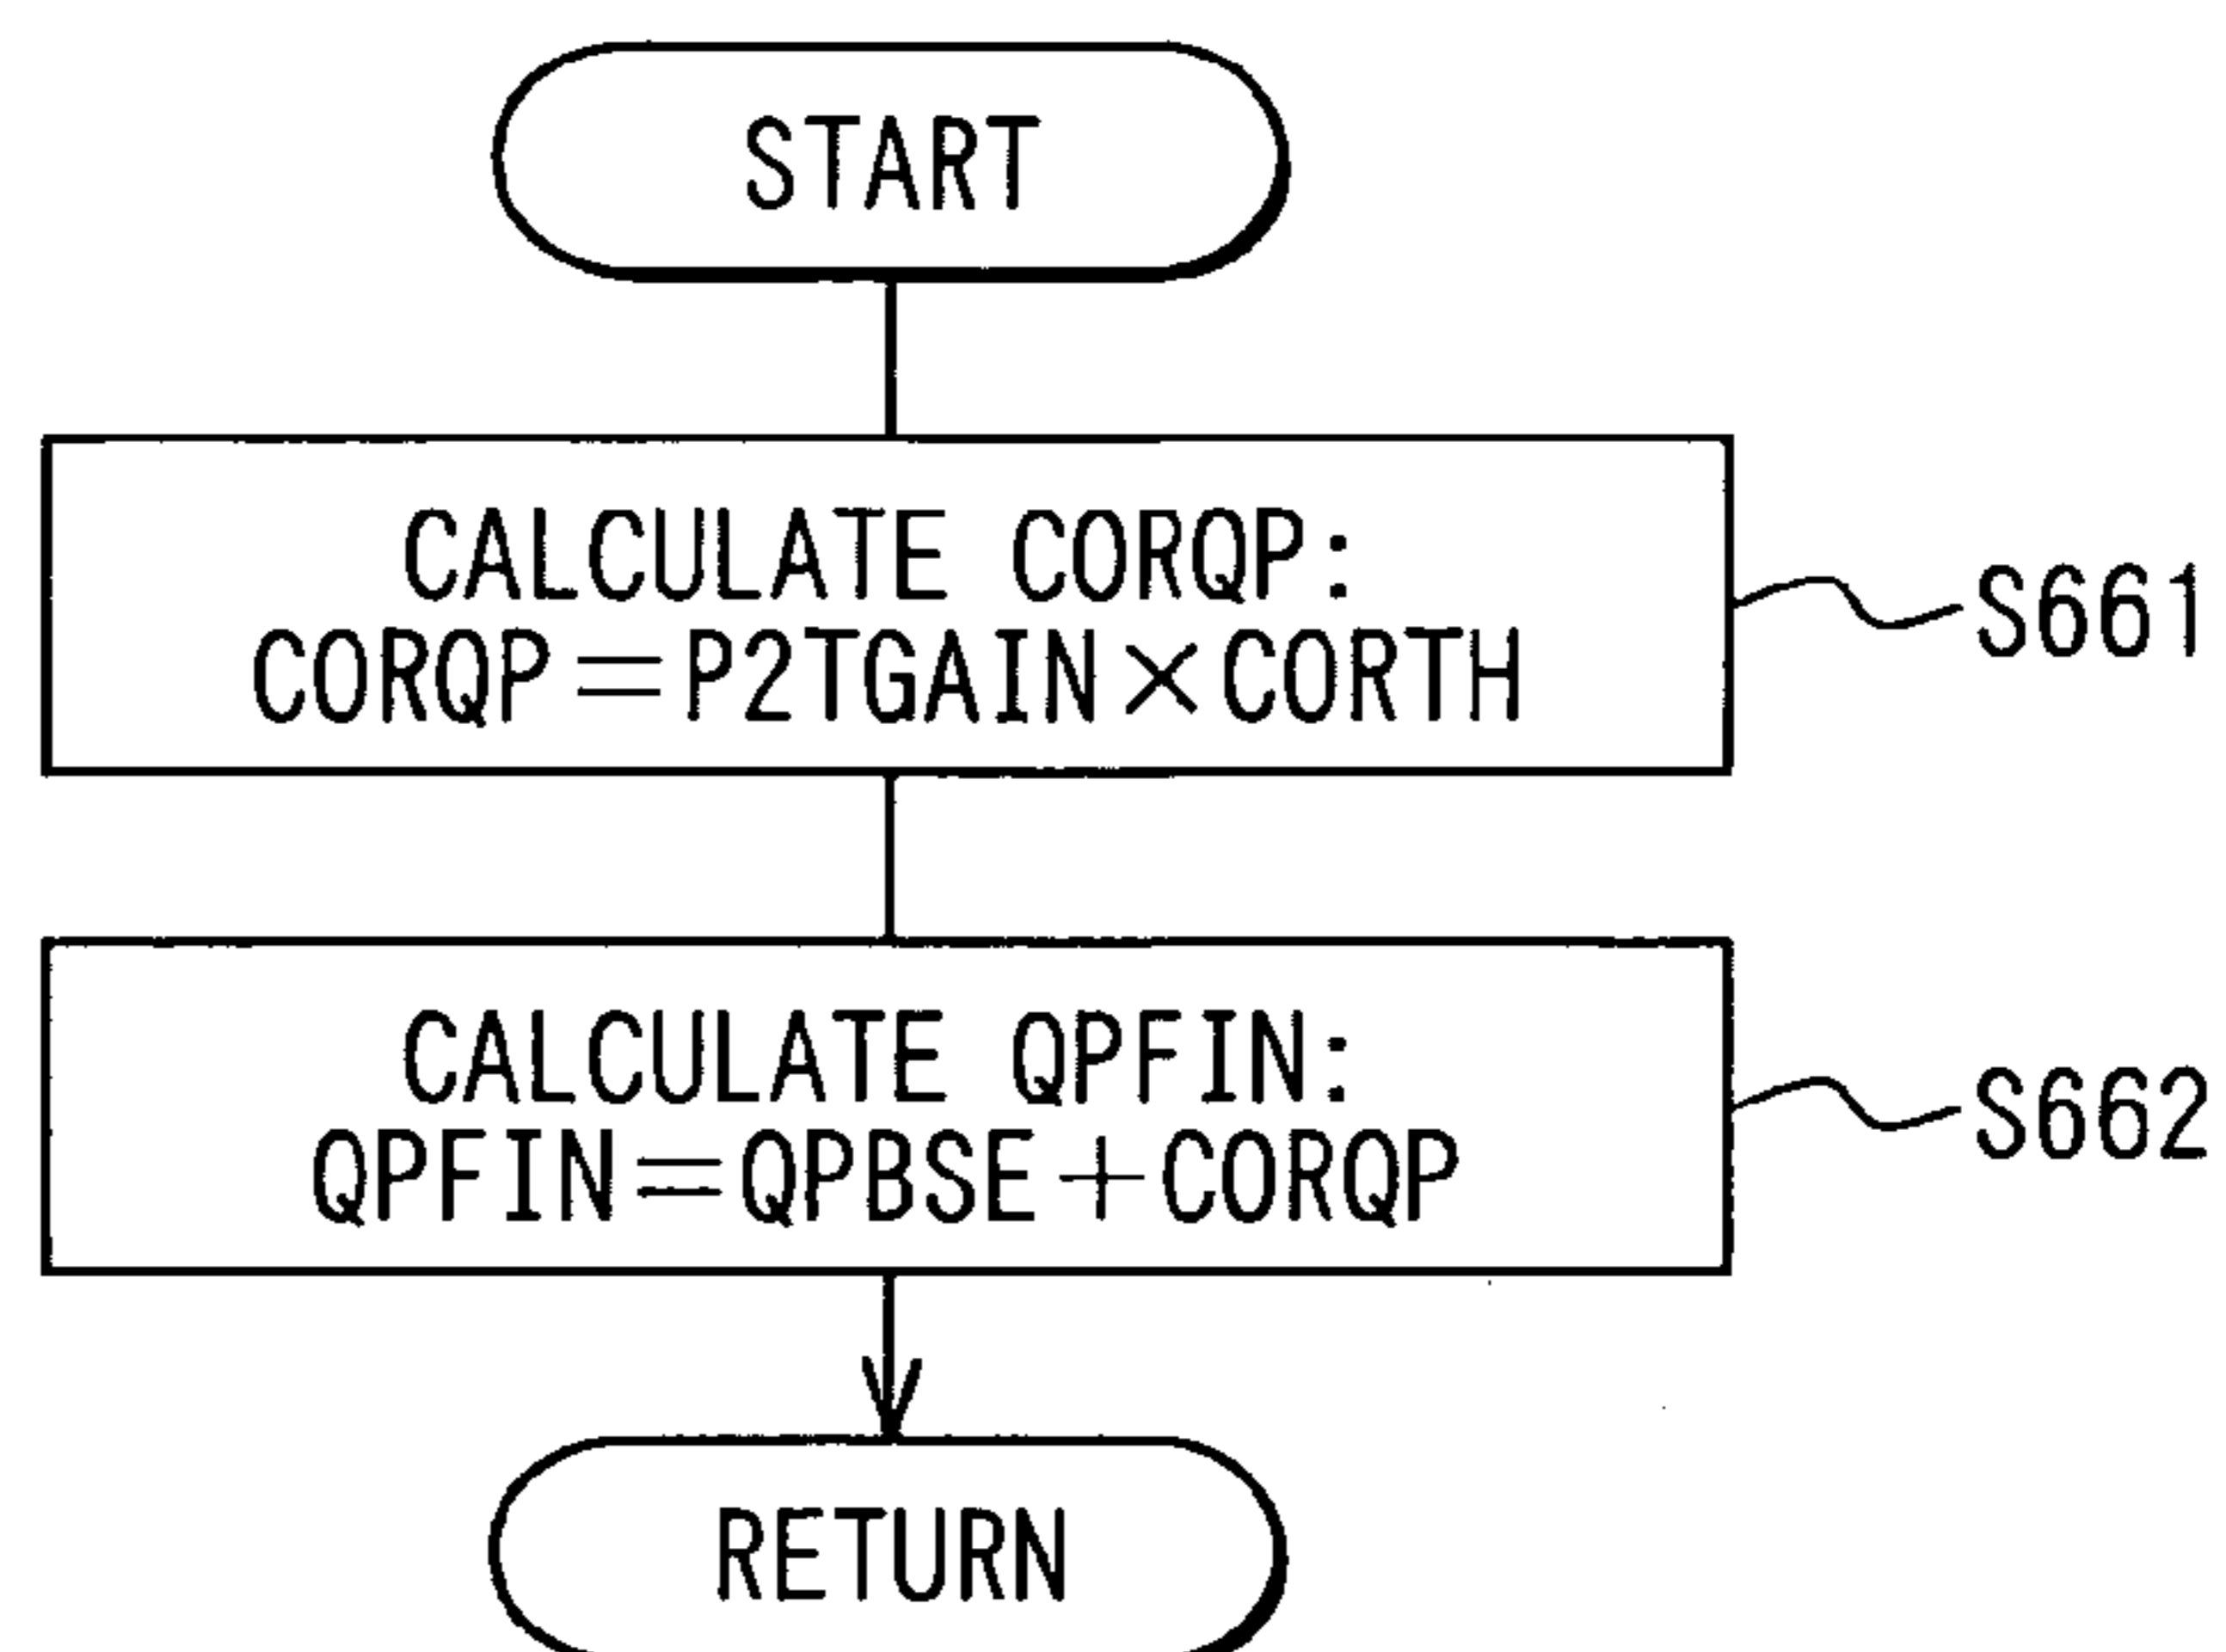 START
CALCULATE CORQP:
CORQP=P2TGAIN×CORTH
S661
CALCULATE QPFIN:
QPFIN=QPBSE+CORQP
S662
RETURN